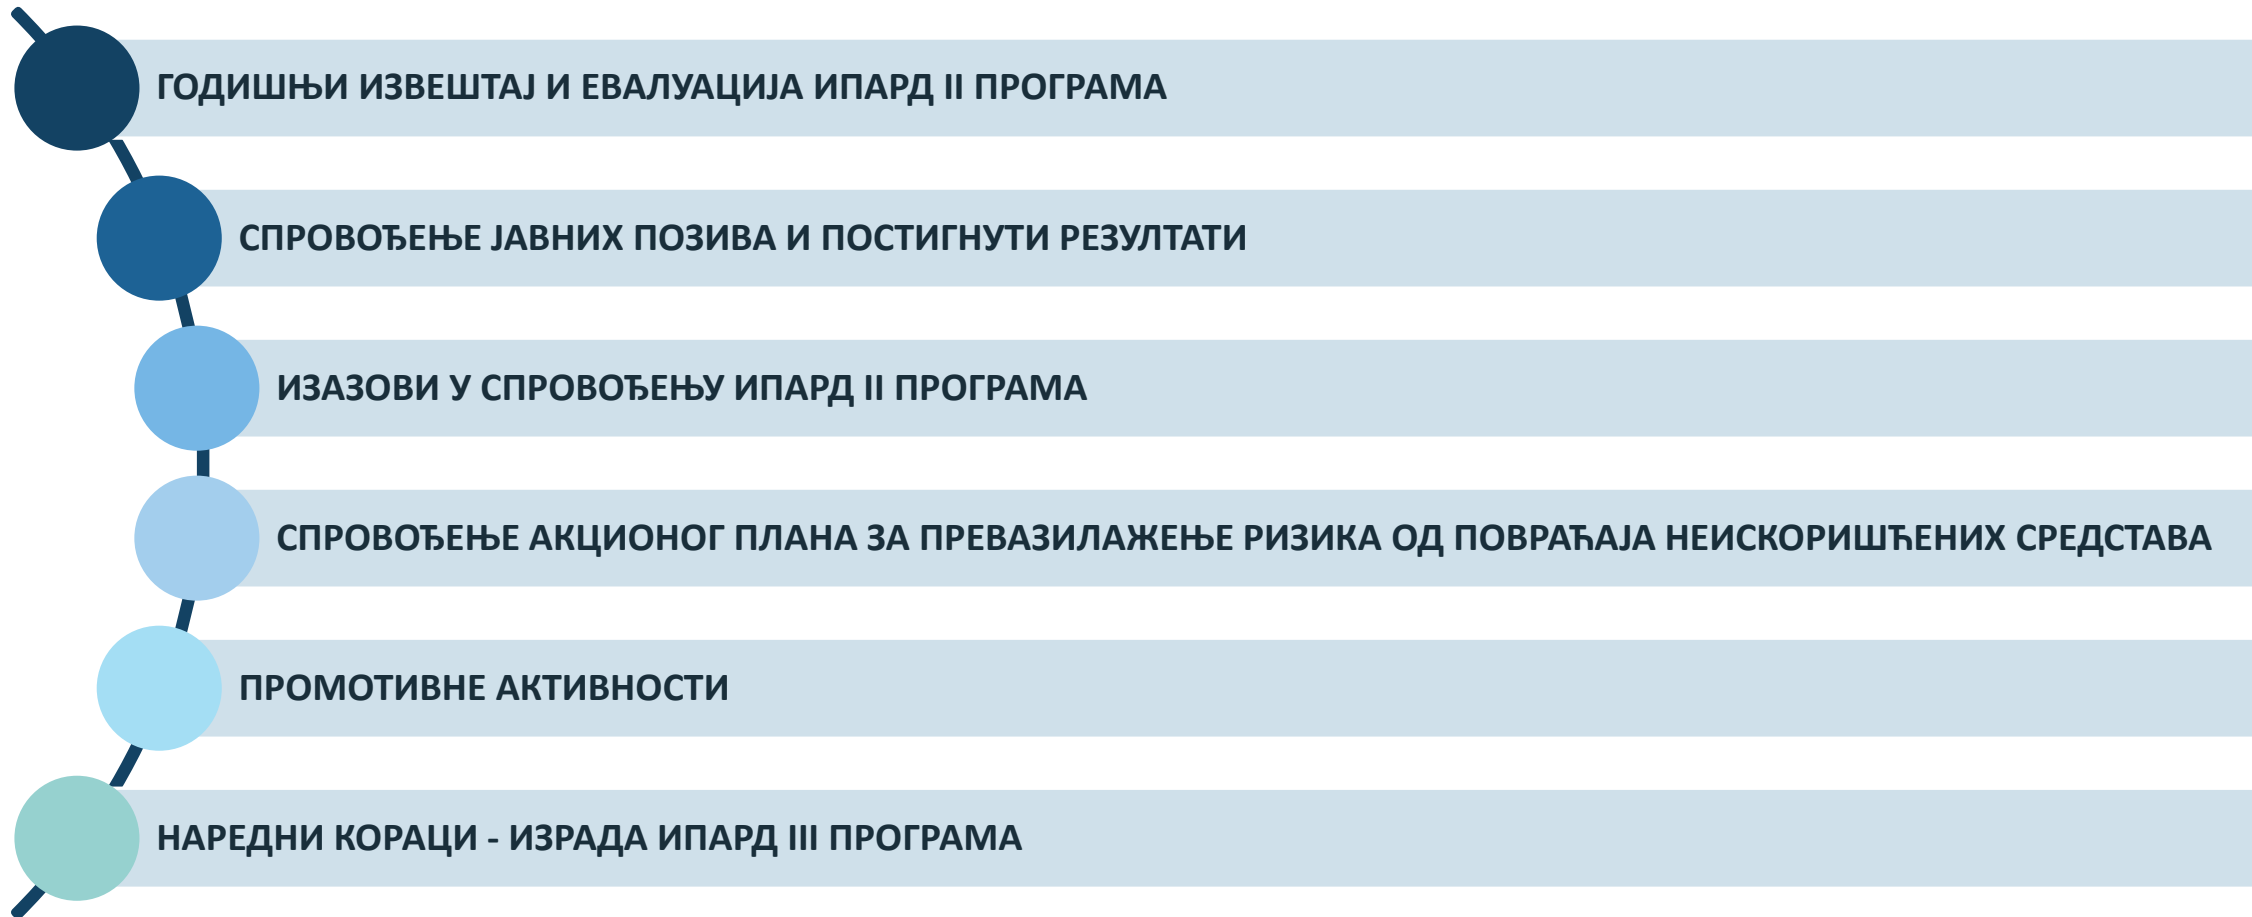 ГОДИШЊИ ИЗВЕШТАЈ И ЕВАЛУАЦИЈА ИПАРД II ПРОГРАМА
СПРОВОЂЕЊЕ ЈАВНИХ ПОЗИВА И ПОСТИГНУТИ РЕЗУЛТАТИ
ИЗАЗОВИ У СПРОВОЂЕЊУ ИПАРД II ПРОГРАМА
СПРОВОЂЕЊЕ АКЦИОНОГ ПЛАНА ЗА ПРЕВАЗИЛАЖЕЊЕ РИЗИКА ОД ПОВРАЋАЈА НЕИСКОРИШЋЕНИХ СРЕДСТАВА
ПРОМОТИВНЕ АКТИВНОСТИ
НАРЕДНИ КОРАЦИ - ИЗРАДА ИПАРД III ПРОГРАМА